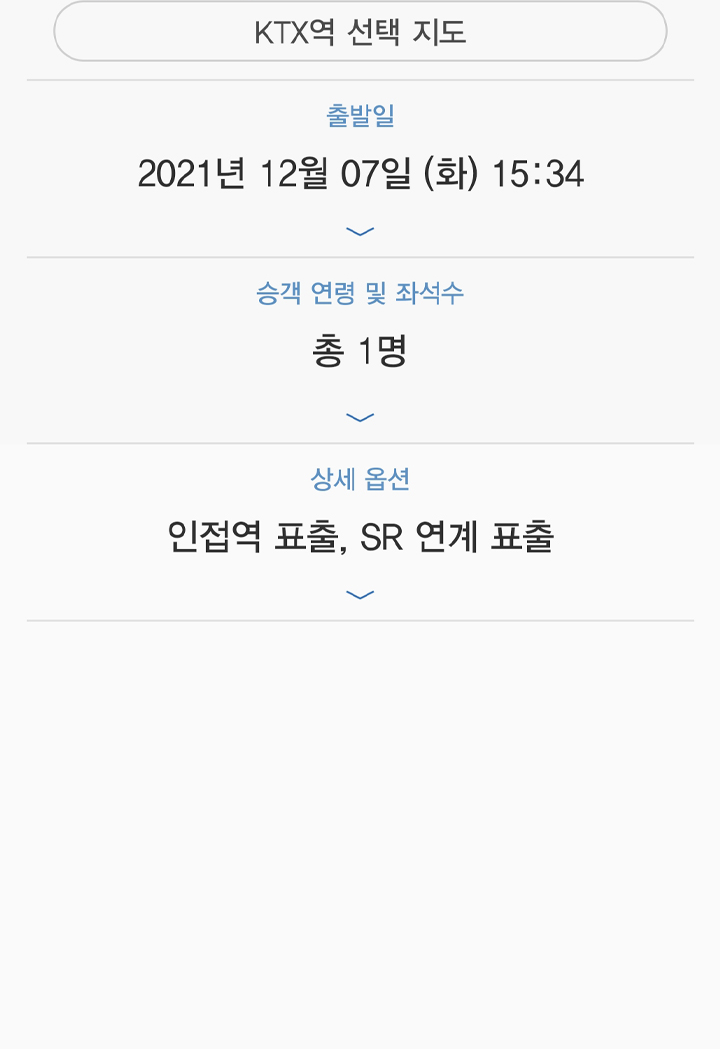 KTX역 선택 지도
출발일
2021년 12월 07일 (화) 15:34
승객 연령 및 좌석수
총 1명
상세 옵션
인접역 표출, SR 연계 표출